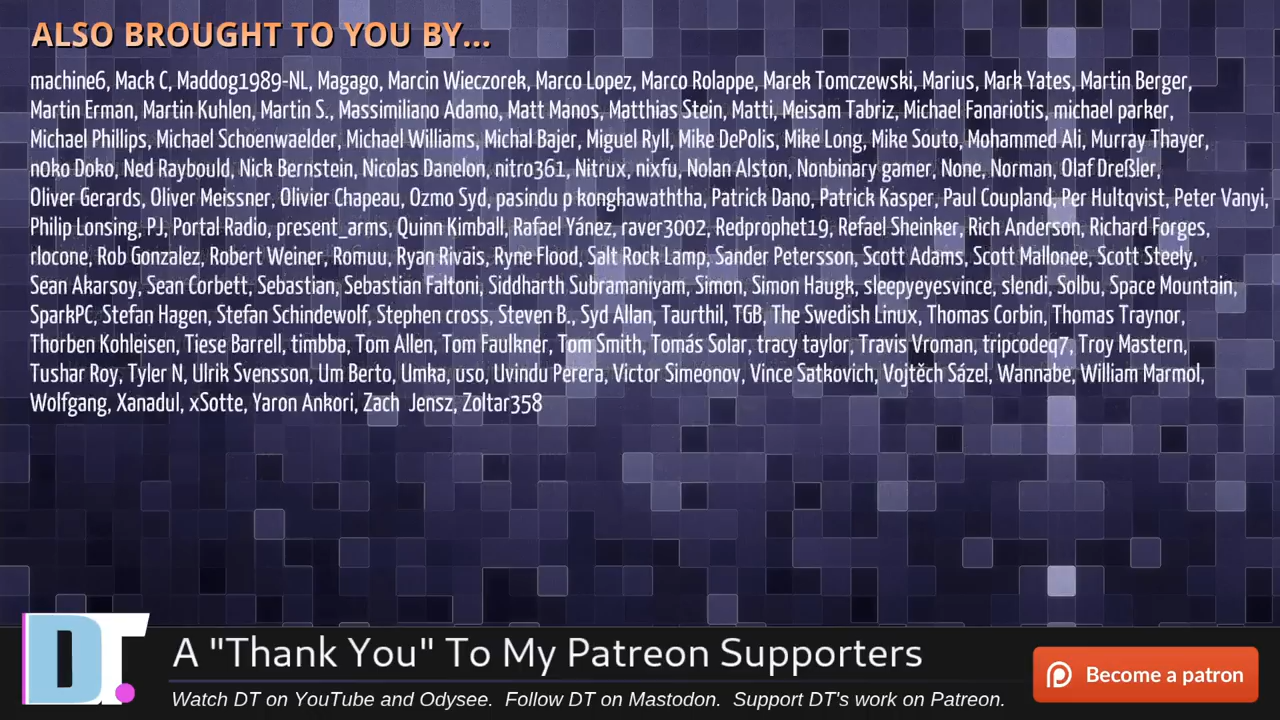 ALSO BROUGHT TO YOU BY...
machine6, Mack C, Maddog1989-NL, Magago, Marcin Wieczorek, Marco Lopez, Marco Rolappe, Marek Tomczewski, Marius, Mark Yates, Martin Berger,
Martin Erman, Martin Kuhlen, Martin S., Massimiliano Adamo, Matt Manos, Matthias Stein, Matti, Meisam Tabriz, Michael Fanariotis, michael parker,
Michael Phillips, Michael Schoenwaelder, Michael Williams, Michal Bajer, Miguel Ryll, Mike DePolis, Mike Long, Mike Souto, Mohammed Ali, Murray Thayer,
n0ko Doko, Ned Raybould, Nick Bernstein, Nicolas Danelon, nitro361, Nitrux, nixfu, Nolan Alston, Nonbinary gamer, None, Norman, Olaf Dreßler,
Oliver Gerards, Oliver Meissner, Olivier Chapeau, Ozmo Syd, pasindu p konghawaththa, Patrick Dano, Patrick Kasper, Paul Coupland, Per Hultqvist, Peter Vanyi,
Philip Lonsing, PJ, Portal Radio, present_arms, Quinn Kimball, Rafael Yánez, raver3002, Redprophet19, Refael Sheinker, Rich Anderson, Richard Forges,
rlocone, Rob Gonzalez, Robert Weiner, Romuu, Ryan Rivais, Ryne Flood, Salt Rock Lamp, Sander Petersson, Scott Adams, Scott Mallonee, Scott Steely,
Sean Akarsoy, Sean Corbett, Sebastian, Sebastian Faltoni, Siddharth Subramaniyam, Simon, Simon Haugk, sleepyeyesvince, slendi, Solbu, Space Mountain,
SparkPC, Stefan Hagen, Stefan Schindewolf, Stephen cross, Steven B., Syd Allan, Taurthil, TGB, The Swedish Linux, Thomas Corbin, Thomas Traynor,
Thorben Kohleisen, Tiese Barrell, timbba, Tom Allen, Tom Faulkner, Tom Smith, Tomás Solar, tracy taylor, Travis Vroman, tripcodeq7, Troy Mastern,
Tushar Roy, Tyler N, Ulrik Svensson, Um Berto, Umka, uso, Uvindu Perera, Victor Simeonov, Vince Satkovich, Vojtěch Sázel, Wannabe, William Marmol,
Wolfgang, Xanadul, xSotte, Yaron Ankori, Zach  Jensz, Zoltar358
DT.
A "Thank You" To My Patreon Supporters
Watch DT on YouTube and Odysee.  Follow DT on Mastodon.  Support DT's work on Patreon.
Become a patron